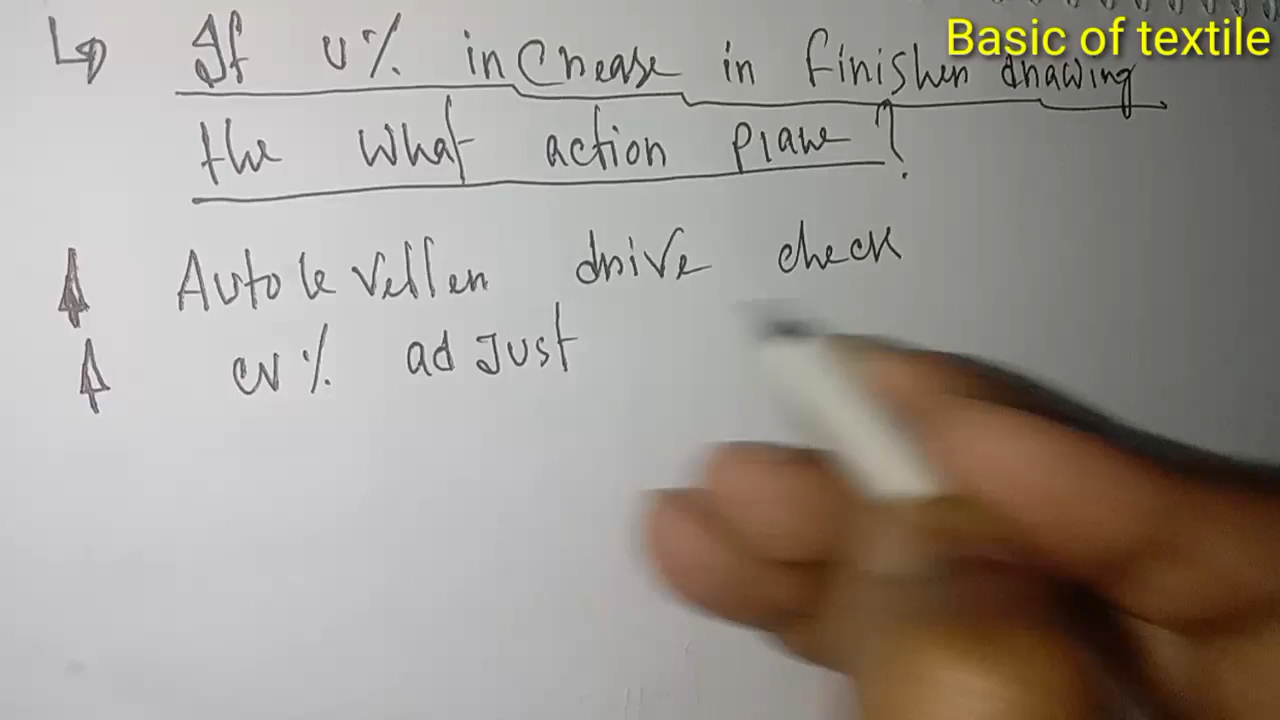 Basic of textile
If U% increase in finisher drawing
the what action plane?
Autoleveller drive check
CV% adjust